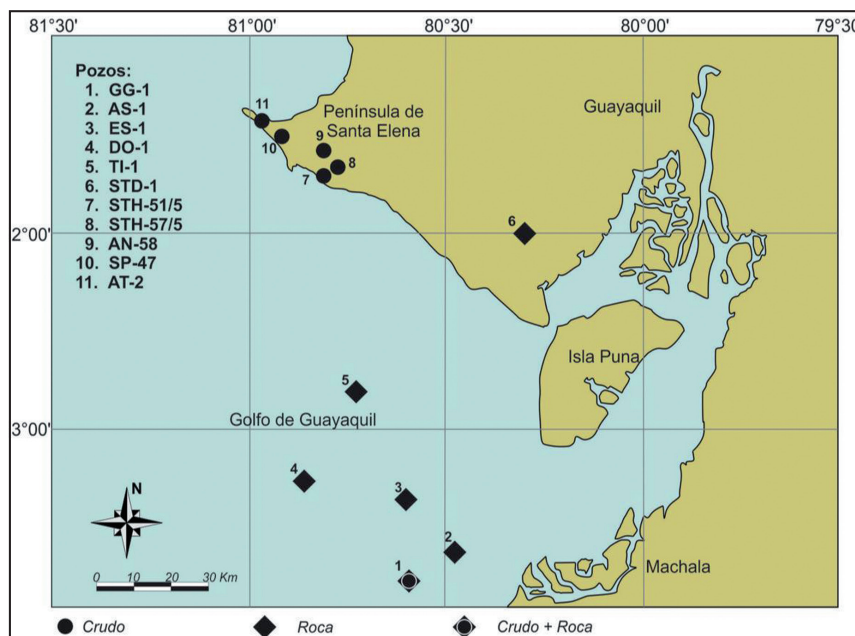 81°30'
81°00'
80°30'
80°00'
79°30
Pozos:
1. GG-1
2. AS-1
3. ES-1
4. DO-1
5. TI-1
6. STD-1
7. STH-51/5
8. STH-57/5
9. AN-58
10. SP-47
11. AT-2
11
10
9
8
7
Península de
Santa Elena
Guayaquil
6
2°00'
Isla Puna
5
Golfo de Guayaquil
3°00'
4
3
2
1
N
Machala
0 10 20 30 Km
Crudo
Roca
Crudo + Roca